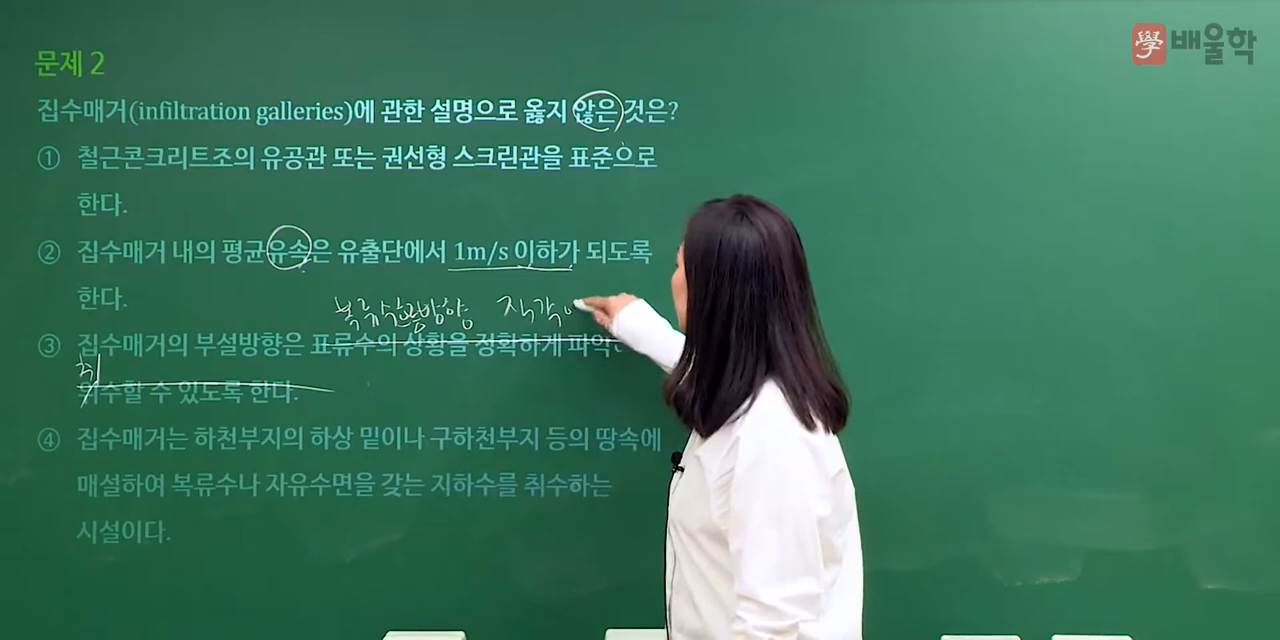 學 배울학
문제 2
집수매거(infiltration galleries)에 관한 설명으로 옳지 않은 것은?
① 철근콘크리트조의 유공관 또는 권선형 스크린관을 표준으로
한다.
② 집수매거 내의 평균유속은 유출단에서 1m/s 이하가 되도록
한다.
복류수 흐름방향 직각
③ 집수매거의 부설방향은 표류수의 상황을 정확하게 파악
취
위수할 수 있도록 한다.
④ 집수매거는 하천부지의 하상 밑이나 구하천부지 등의 땅속에
매설하여 복류수나 자유수면을 갖는 지하수를 취수하는
시설이다.